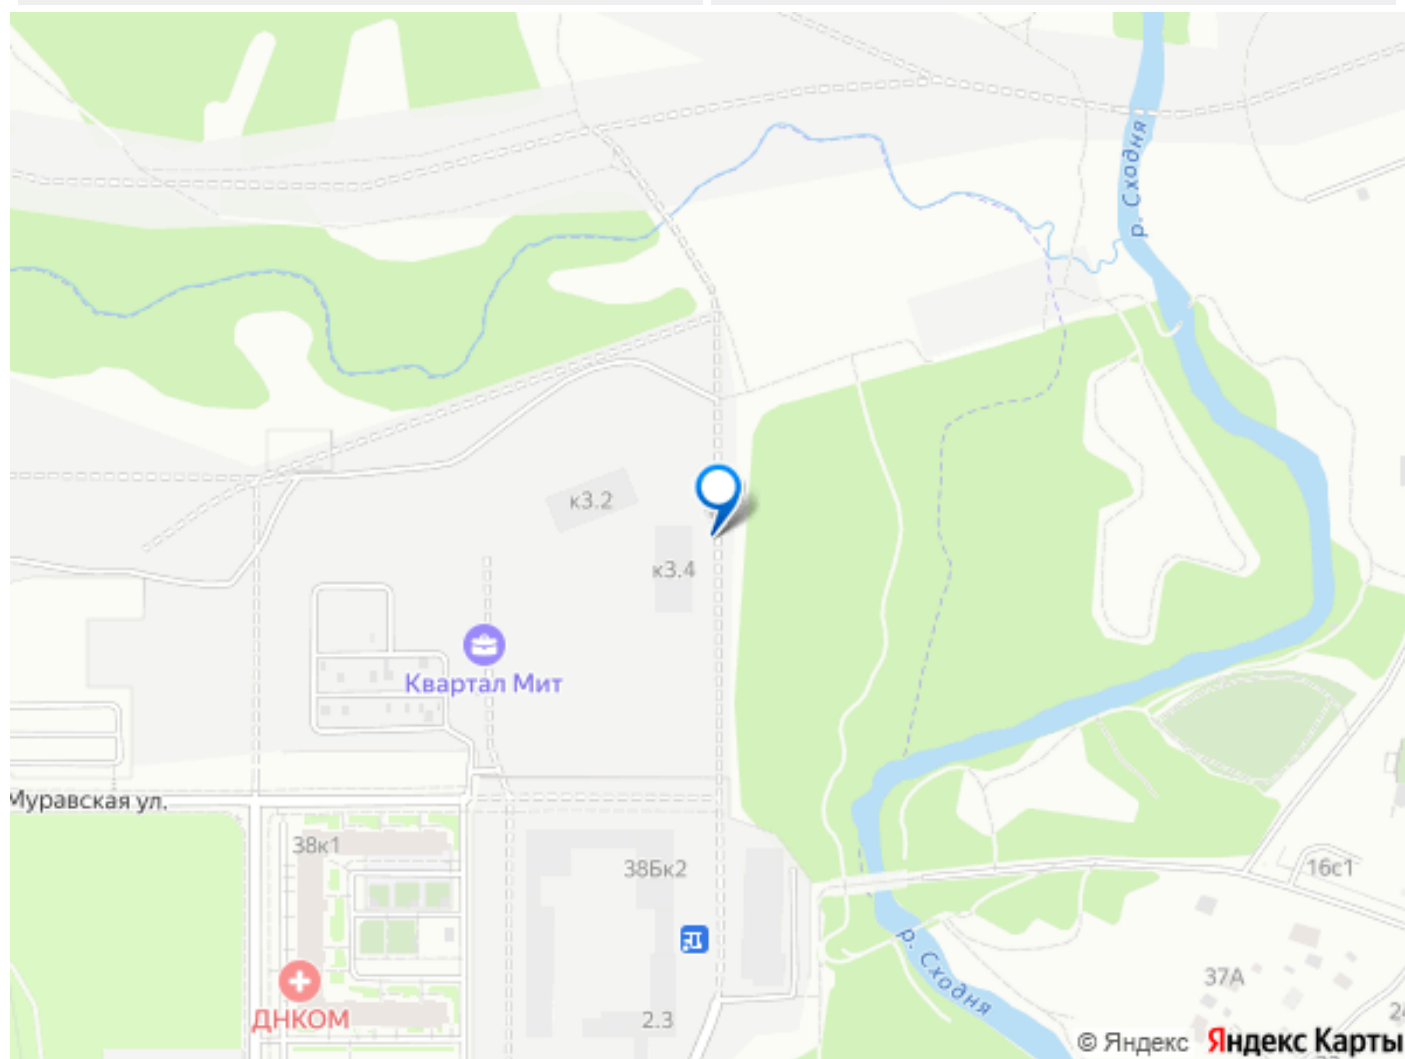 р. Сходня
к3.2
к3.4
Квартал Мит
Муравская ул.
38к1
38Бк2
16с1
р. Сходня
37А
ДНКОМ
2.3
© Яндекс Яндекс Карты